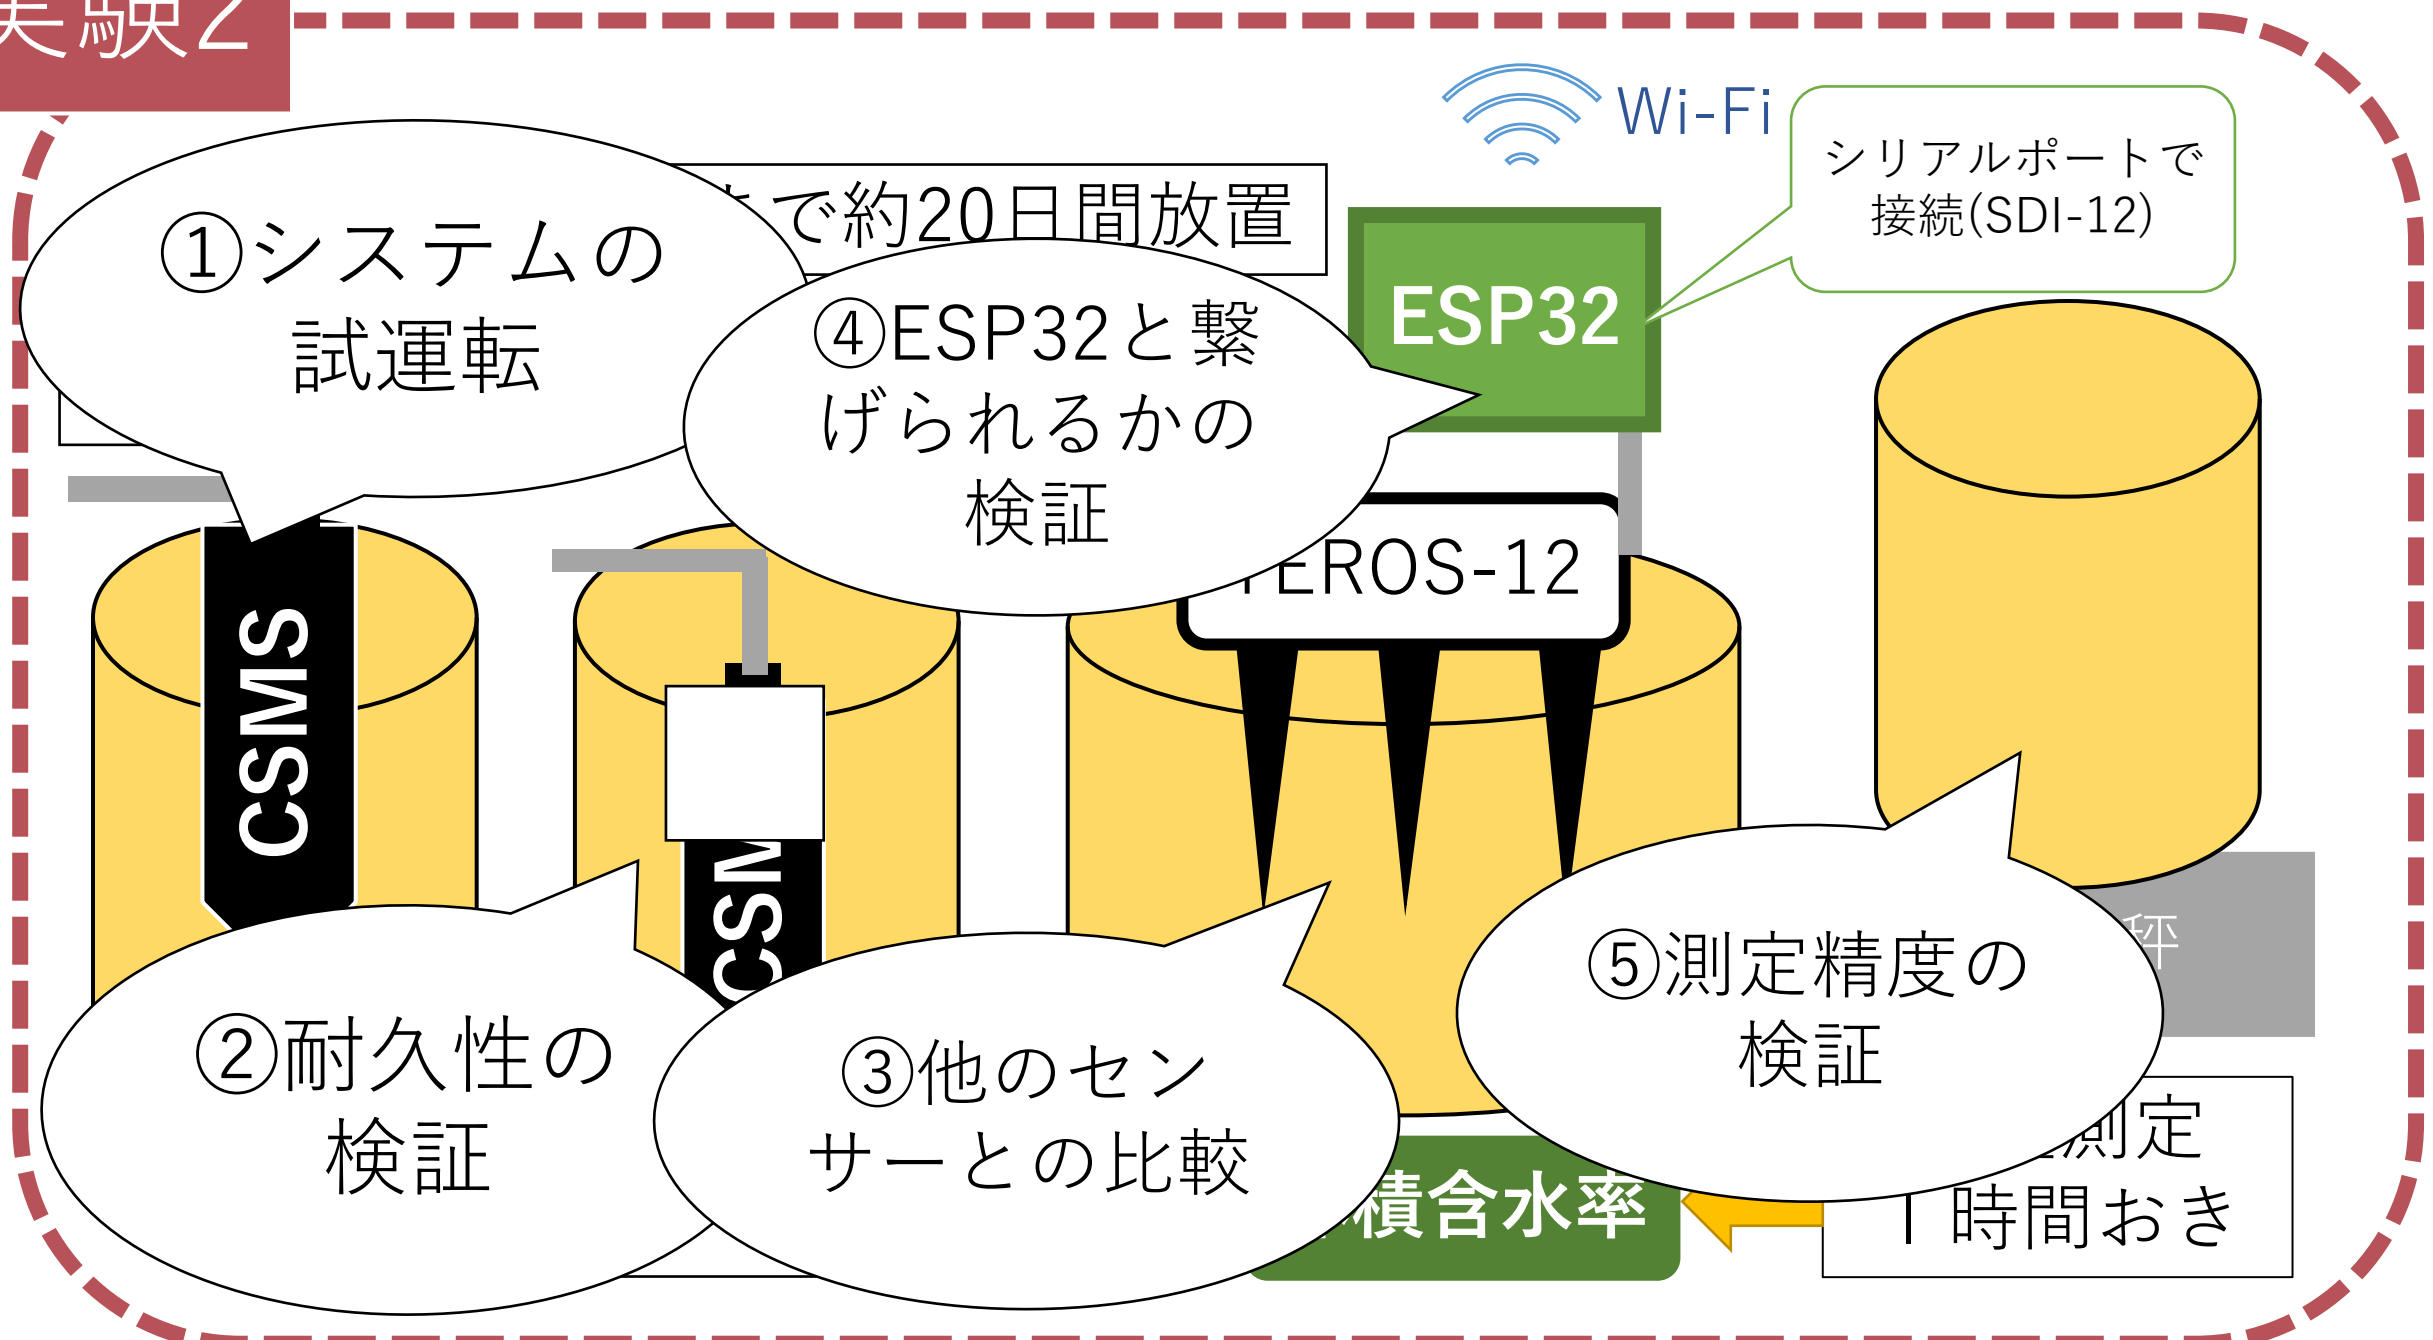 実験2
Wi-Fi
シリアルポートで
接続(SDI-12)
で約20日間放置
①システムの
試運転
ESP32
④ESP32と繋
げられるかの
検証
TEROS-12
CSMS
CSM
⑤測定精度の
検証
秤
②耐久性の
検証
③他のセン
サーとの比較
積含水率
測定
時間おき